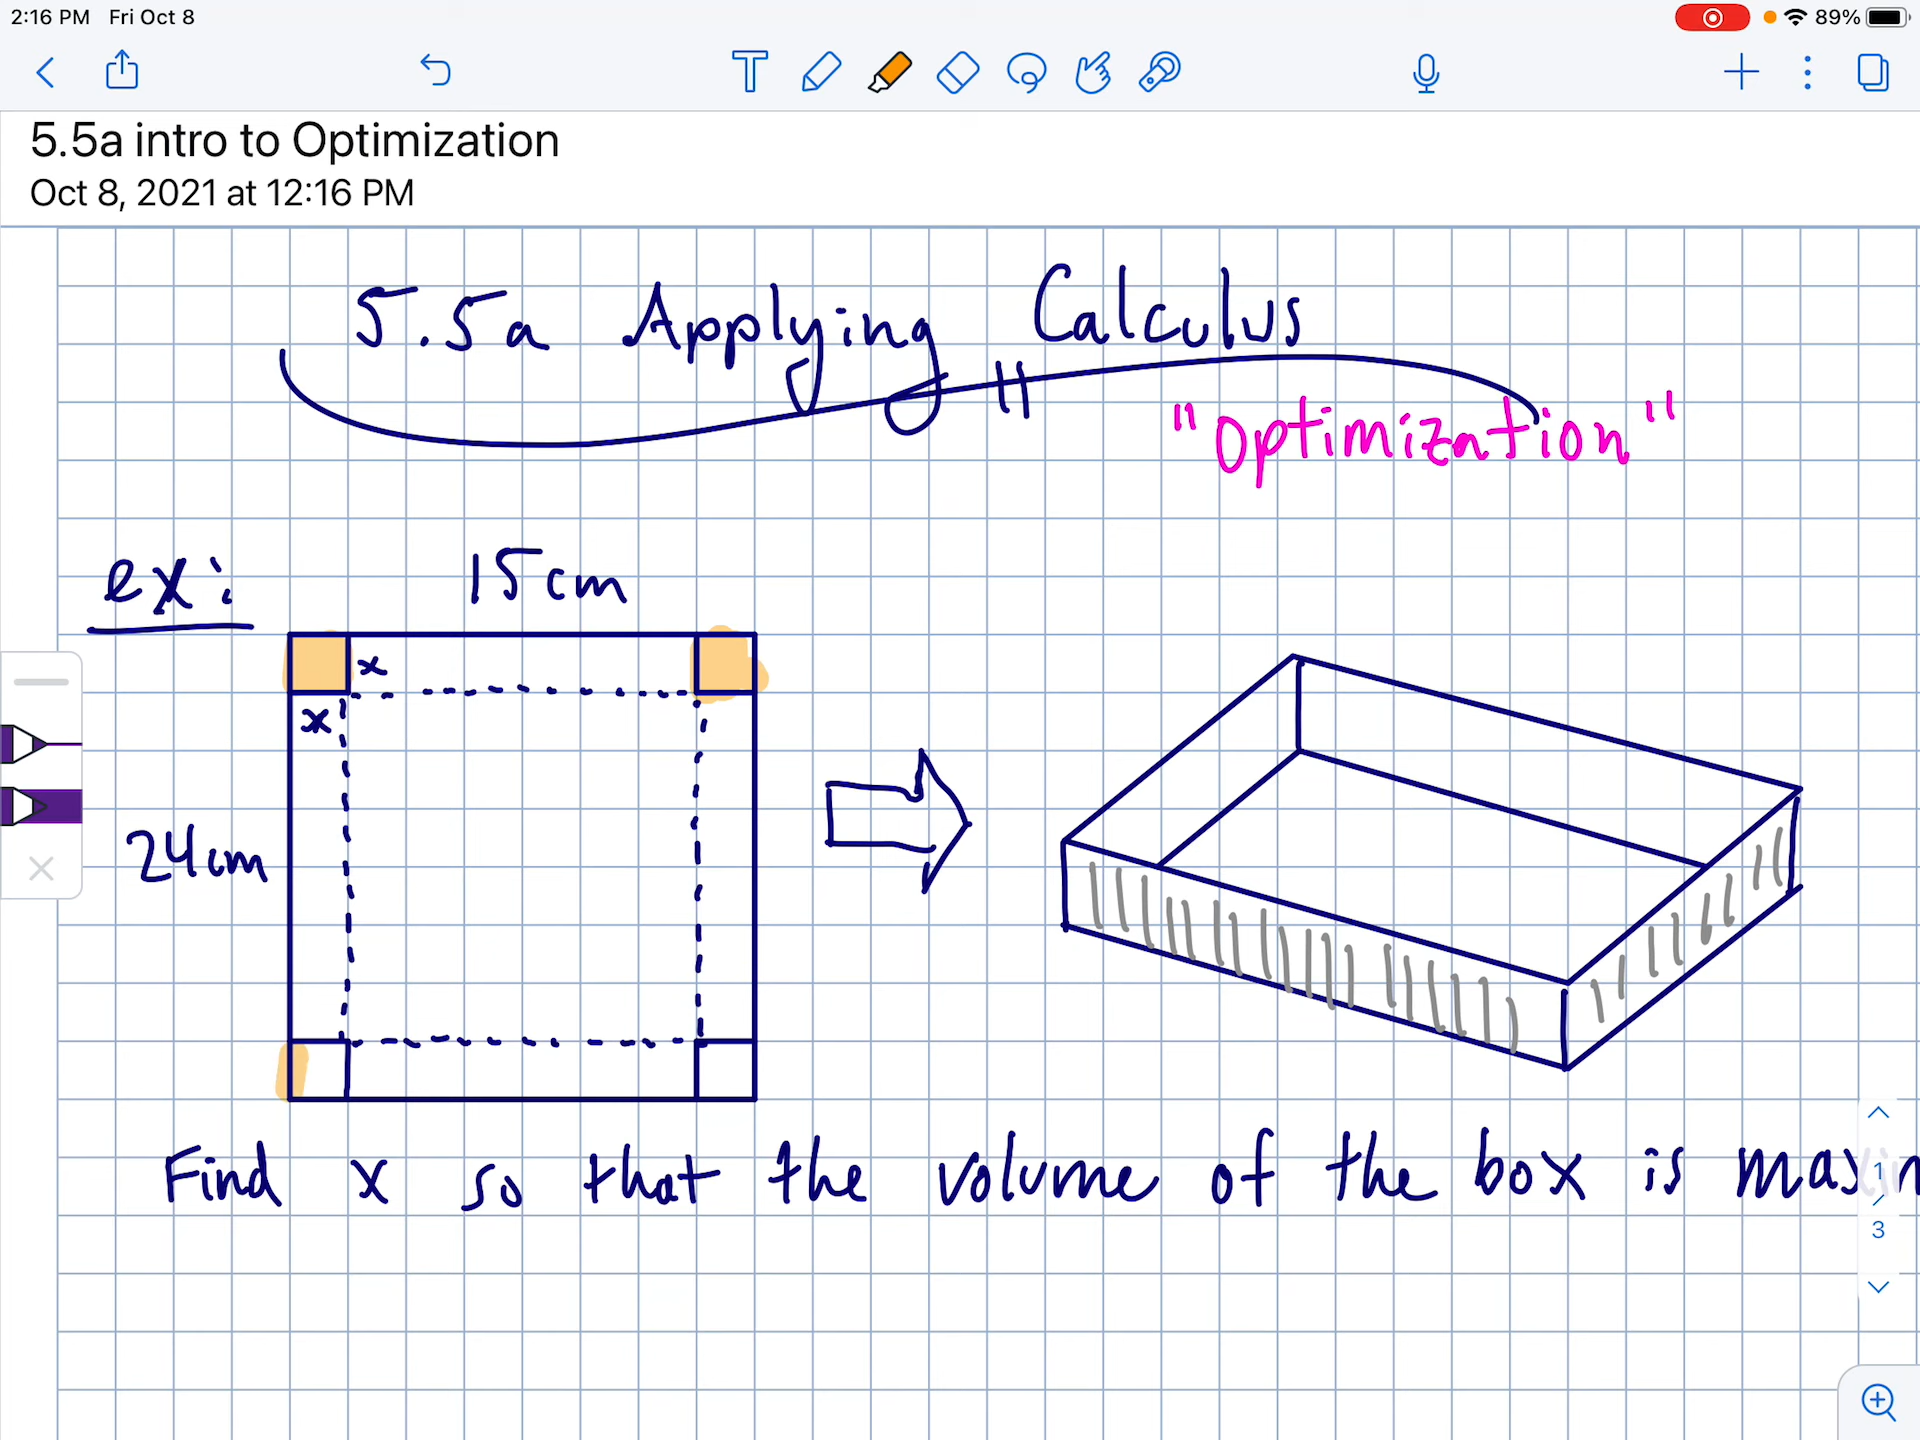 2:16 PM Fri Oct 8
89%
5.5a intro to Optimization
Oct 8, 2021 at 12:16 PM
5.5a Applying Calculus
"Optimization"
ex:
15cm
x
x
24cm
Find x so that the volume of the box is
1
/
3